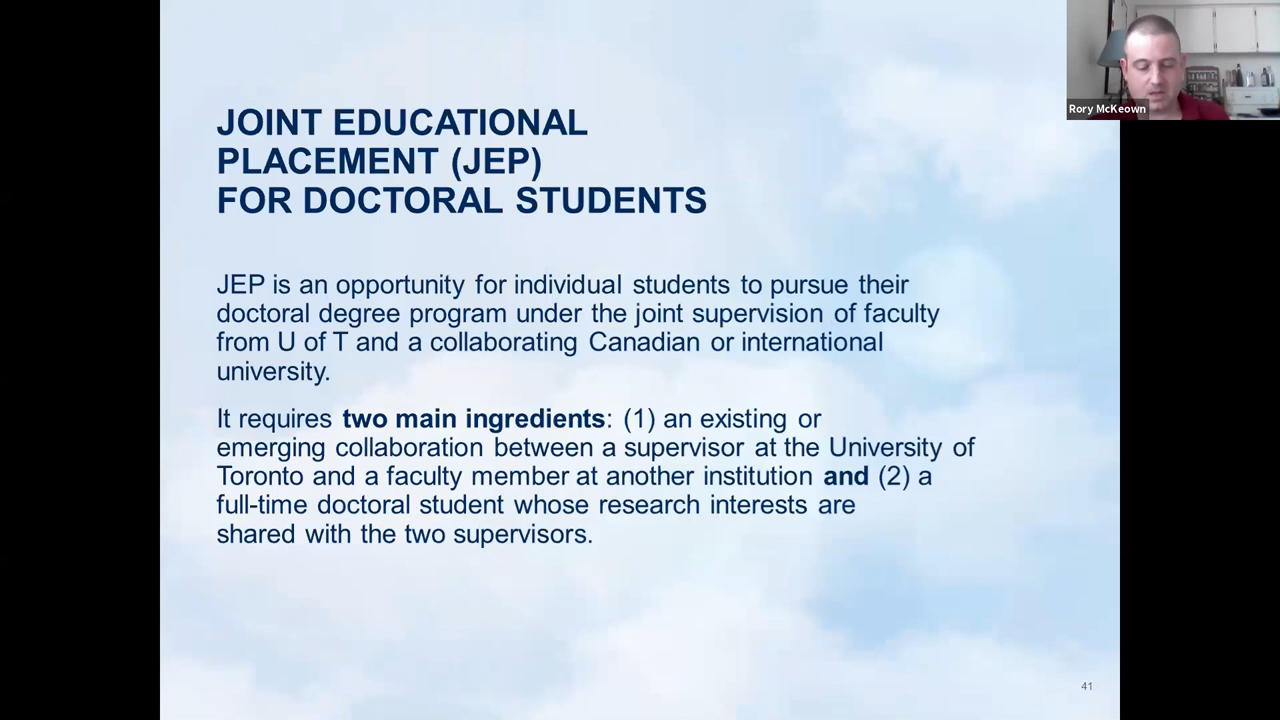 JOINT EDUCATIONAL
PLACEMENT (JEP)
FOR DOCTORAL STUDENTS
Rory McKeown
JEP is an opportunity for individual students to pursue their
doctoral degree program under the joint supervision of faculty
from U of T and a collaborating Canadian or international
university.
It requires two main ingredients: (1) an existing or
emerging collaboration between a supervisor at the University of
Toronto and a faculty member at another institution and (2) a
full-time doctoral student whose research interests are
shared with the two supervisors.
41